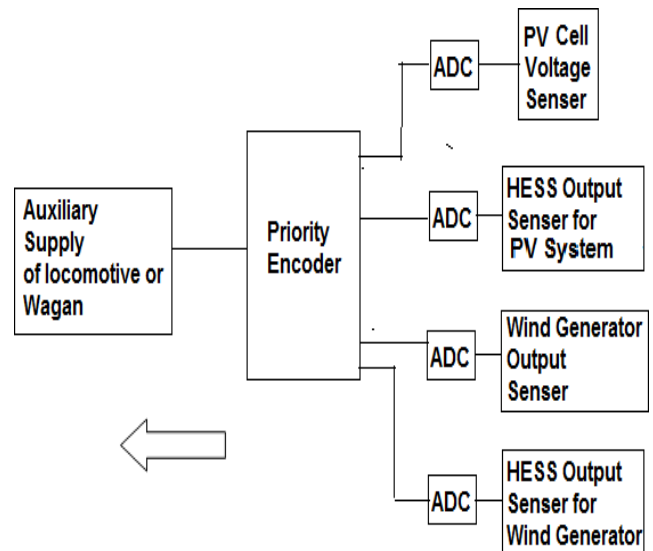 PV Cell
Voltage
Senser
ADC
HESS Output
Senser for
PV System
ADC
Auxiliary
Supply
of locomotive or
Wagan
Priority
Encoder
Wind Generator
Output
Senser
ADC
HESS Output
Senser for
Wind Generator
ADC